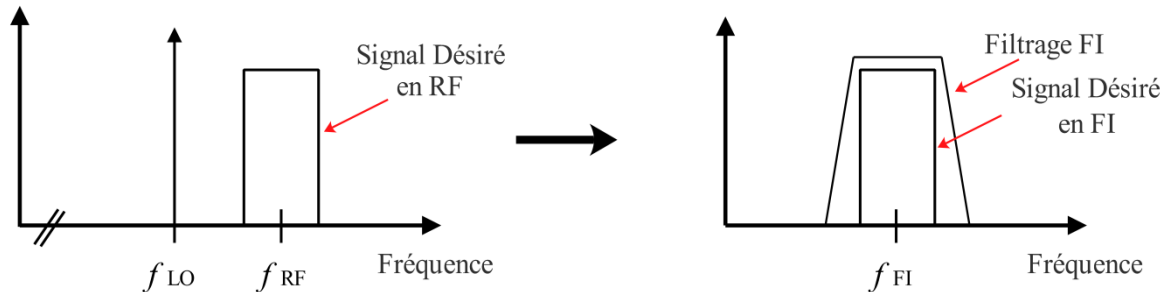 Signal Désiré
en RF
f LO
f RF
Fréquence
Filtrage FI
Signal Désiré
en FI
f FI
Fréquence